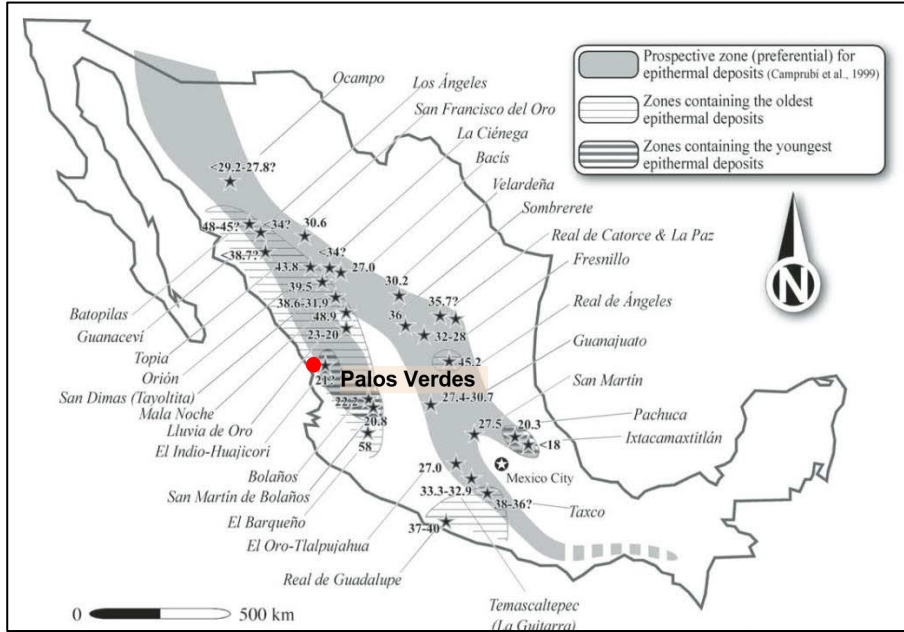 Prospective zone (preferential) for
epithermal deposits (Camprubí et al., 1999)
Zones containing the oldest
epithermal deposits
Zones containing the youngest
epithermal deposits
N
Ocampo
Los Ángeles
San Francisco del Oro
La Ciénega
Bacís
Velardeña
Sombrerete
Real de Catorce & La Paz
Fresnillo
Real de Ángeles
Guanajuato
San Martín
Pachuca
Ixtacamaxtitlán
Mexico City
Taxco
Temascaltepec
(La Guitarra)
<29.2-27.8?
48-45?
<34?
30.6
<38.7?
43.8
<34?
27.0
39.5
38.6-31.9
48.9
23-20
30.2
35.7?
36
32-28
45.2
21?
Palos Verdes
22.2
20.8
58
27.4-30.7
27.5
20.3
<18
27.0
33.3-32.9
38-36?
37-40
Batopilas
Guanaceví
Topia
Orión
San Dimas (Tayoltita)
Mala Noche
Lluvia de Oro
El Indio-Huajicori
Bolaños
San Martín de Bolaños
El Barqueño
El Oro-Tlalpujahua
Real de Guadalupe
0 500 km